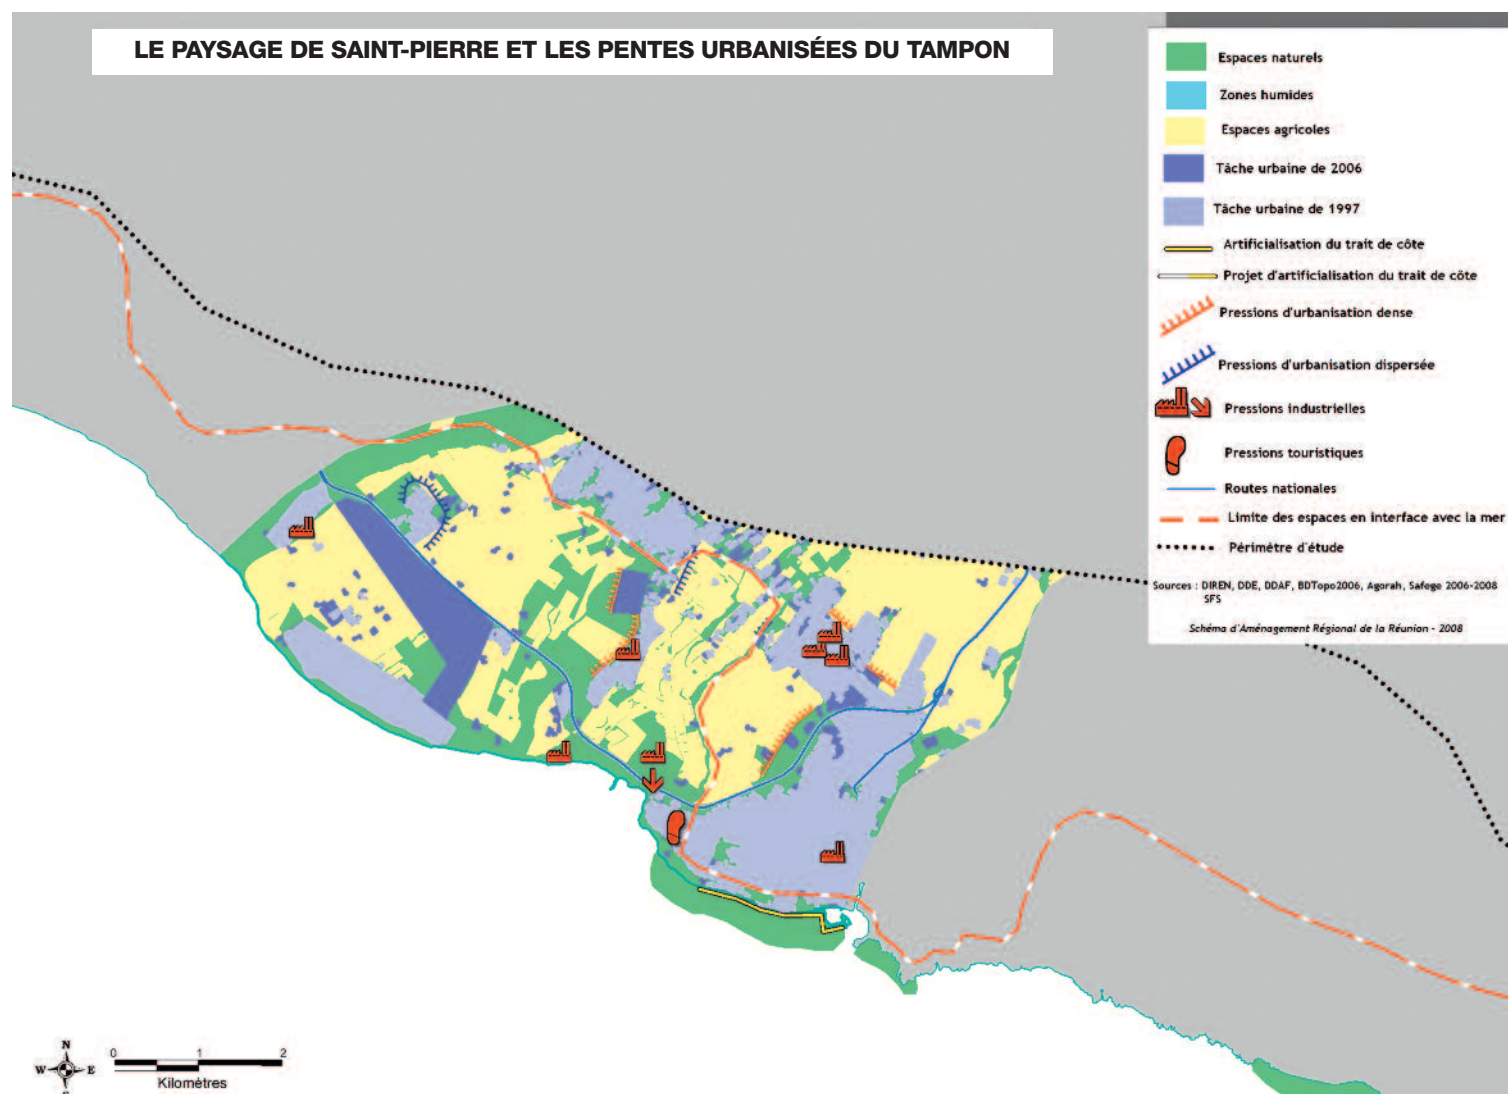 LE PAYSAGE DE SAINT-PIERRE ET LES PENTES URBANISÉES DU TAMPON
Espaces naturels
Zones humides
Espaces agricoles
Tâche urbaine de 2006
Tâche urbaine de 1997
Artificialisation du trait de côte
Projet d'artificialisation du trait de côte
Pressions d'urbanisation dense
Pressions d'urbanisation dispersée
Pressions industrielles
Pressions touristiques
Routes nationales
Limite des espaces en interface avec la mer
Périmètre d'étude
Sources : DIREN, DDE, DDAF, BDTopo2006, Agorah, Safege 2006-2008
SFS
Schéma d'Aménagement Régional de la Réunion - 2008
N
W E
S
0 1 2
Kilomètres